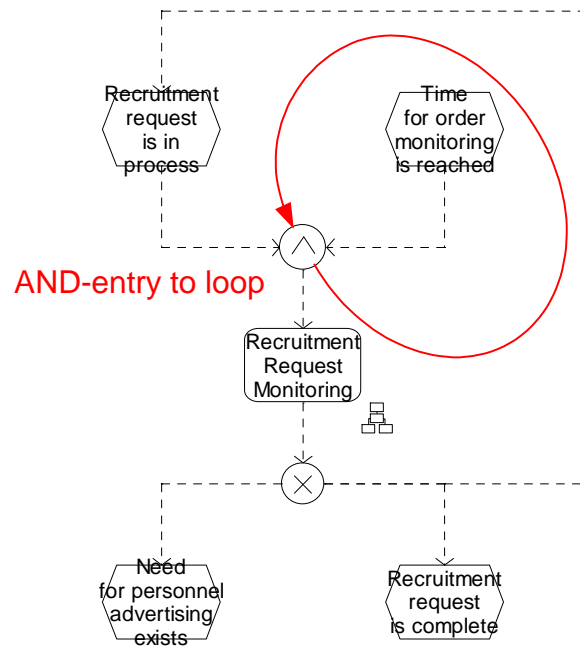 Recruitment
request
is in
process
Time
for order
monitoring
is reached
AND-entry to loop
Recruitment
Request
Monitoring
Need
for personnel
advertising
exists
Recruitment
request
is complete